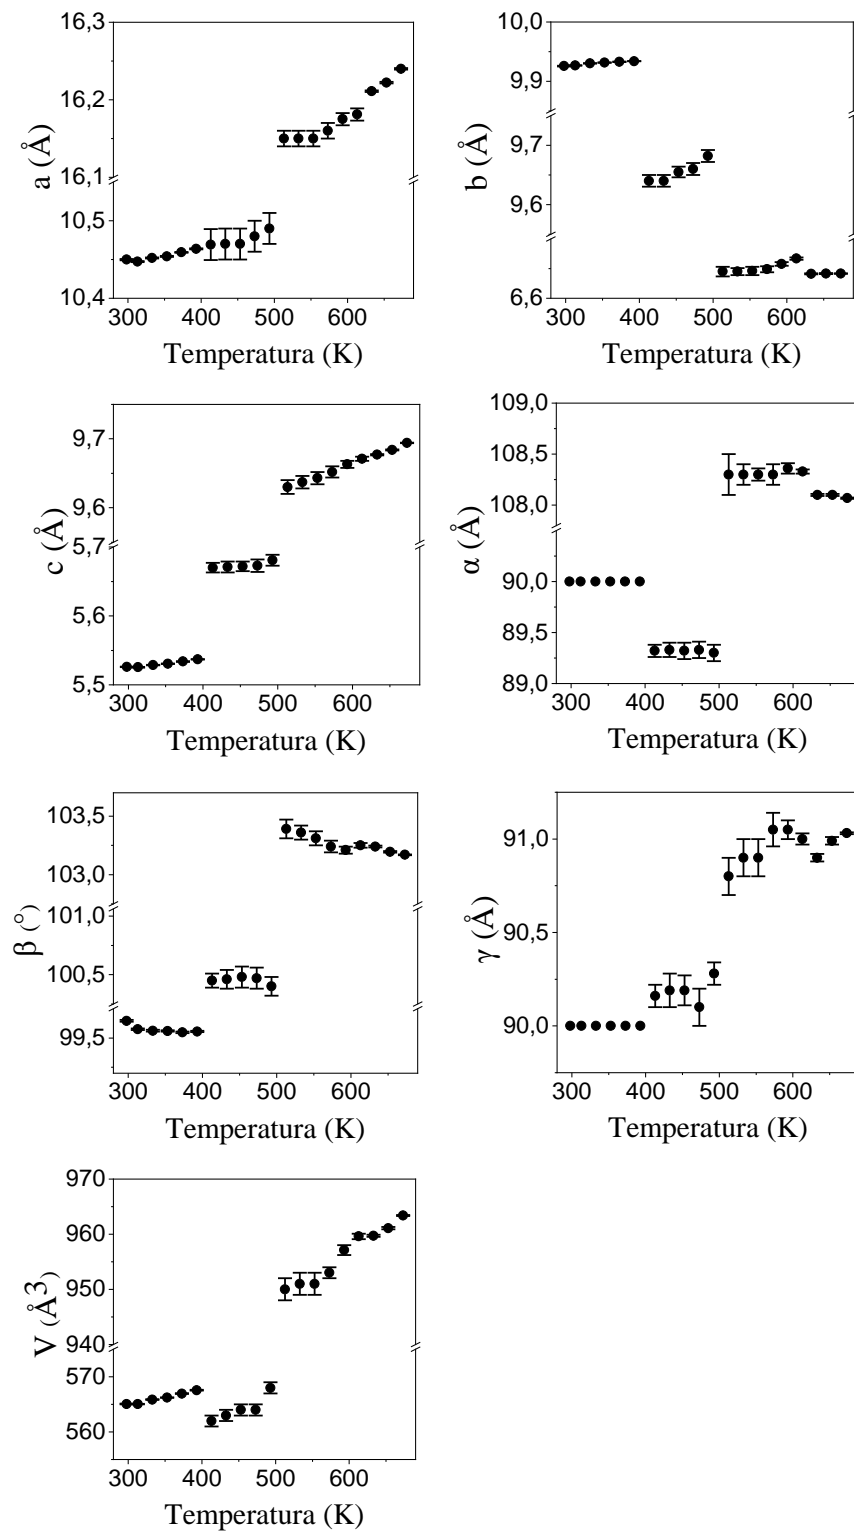 16,3
16,2
16,1
10,5
10,4
a (Å)
300 400 500 600
Temperatura (K)
10,0
9,9
9,7
9,6
6,6
b (Å)
300 400 500 600
Temperatura (K)
9,7
9,6
5,7
5,6
5,5
c (Å)
300 400 500 600
Temperatura (K)
109,0
108,5
108,0
90,0
89,5
89,0
α (Å)
300 400 500 600
Temperatura (K)
103,5
103,0
101,0
100,5
99,5
β (°)
300 400 500 600
Temperatura (K)
91,0
90,5
90,0
γ (Å)
300 400 500 600
Temperatura (K)
970
960
950
940
570
560
V (Å3)
300 400 500 600
Temperatura (K)